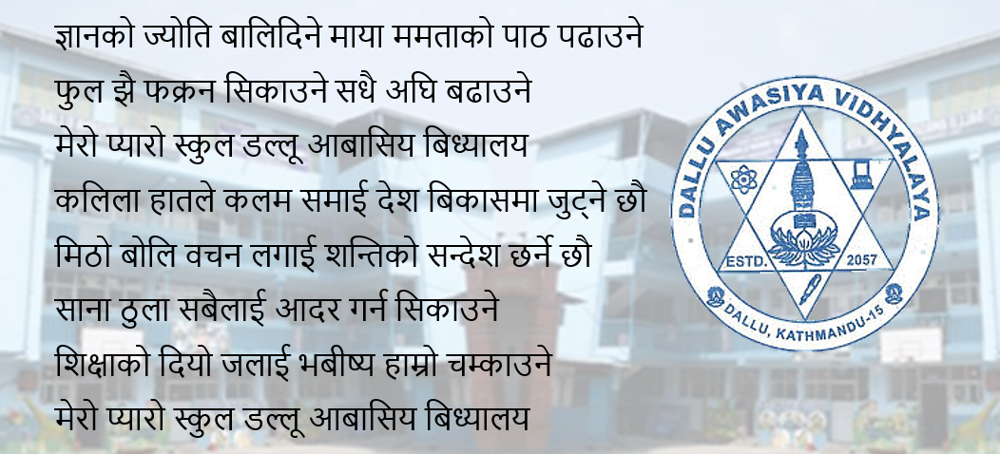 ज्ञानको ज्योति बालिदिने माया ममताको पाठ पढाउने
फुल झै फक्रन सिकाउने सधै अघि बढाउने
मेरो प्यारो स्कुल डल्लू आबासिय बिध्यालय
कलिला हातले कलम समाई देश बिकासमा जुट्ने छौ
मिठो बोलि वचन लगाई शन्तिको सन्देश छर्ने छौ
साना ठुला सबैलाई आदर गर्न सिकाउने
शिक्षाको दियो जलाई भबीष्य हाम्रो चम्काउने
मेरो प्यारो स्कुल डल्लू आबासिय बिध्यालय
DALLU AWASIYA VIDHYALAYA
ESTD. 2057
DALLU, KATHMANDU-15